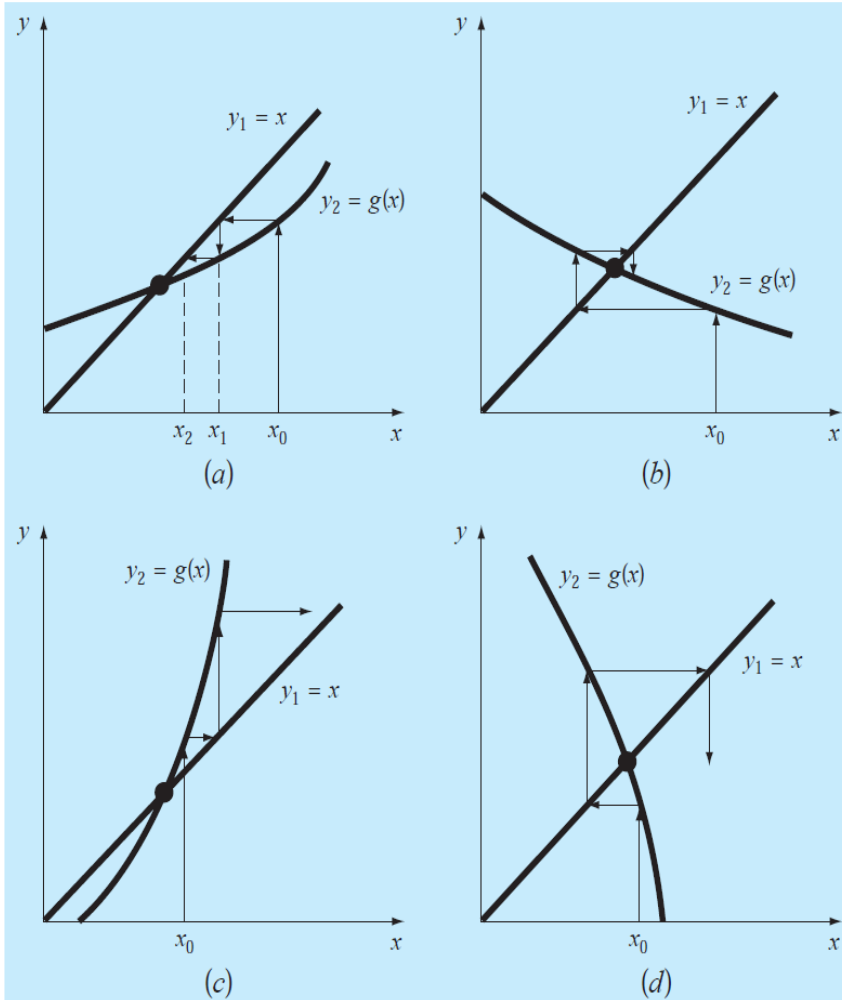 y
y
y₁ = x
y₂ = g(x)
x₂
x₁
x₀
x
(a)
y₁ = x
y₂ = g(x)
x₀
x
(b)
y
y
y₂ = g(x)
y₁ = x
x₀
x
(c)
y₂ = g(x)
y₁ = x
x₀
x
(d)